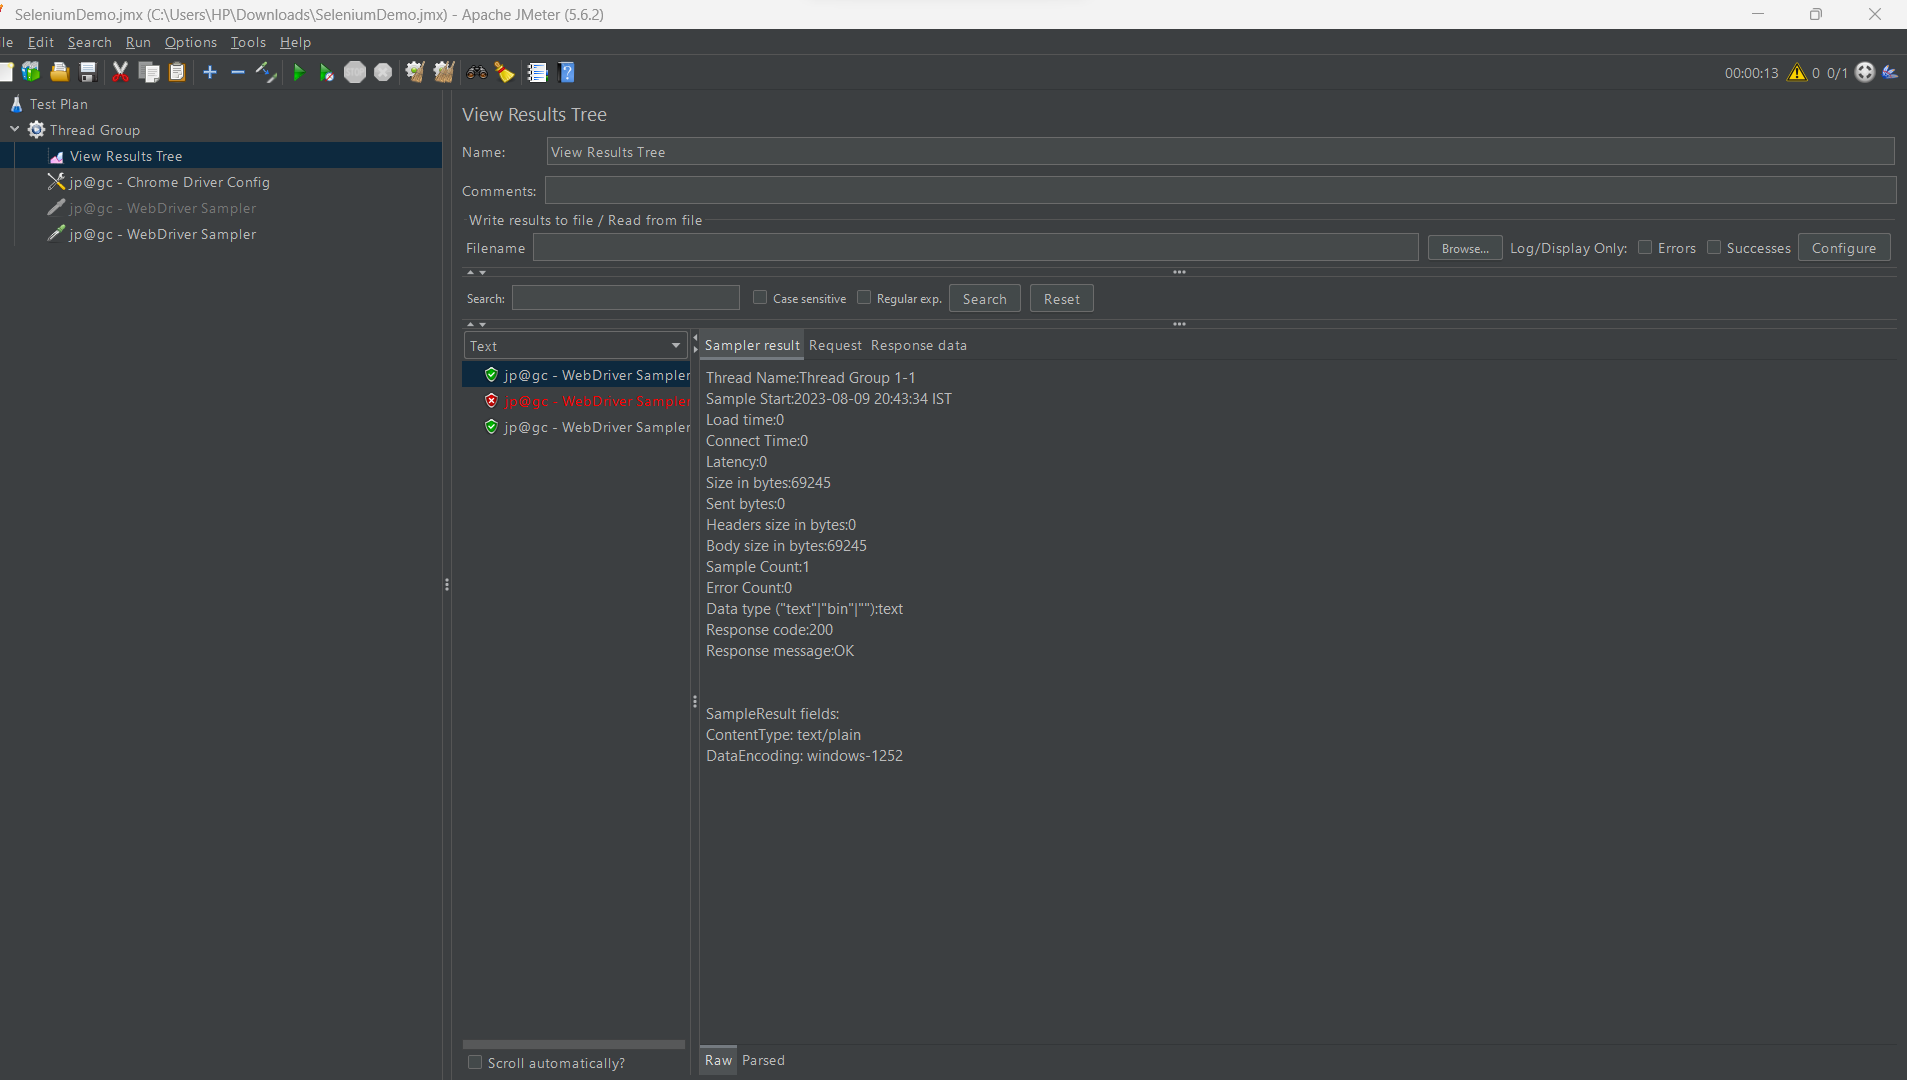 SeleniumDemo.jmx (C:\Users\HP\Downloads\SeleniumDemo.jmx) - Apache JMeter (5.6.2)
le Edit Search Run Options Tools Help
STOP
00:00:13 0 0/1
Test Plan
Thread Group
View Results Tree
jp@gc - Chrome Driver Config
jp@gc - WebDriver Sampler
jp@gc - WebDriver Sampler
View Results Tree
Name: View Results Tree
Comments:
Write results to file / Read from file
Filename Browse... Log/Display Only: Errors Successes Configure
Search: Case sensitive Regular exp. Search Reset
Text
jp@gc - WebDriver Sampler
jp@gc - WebDriver Sampler
jp@gc - WebDriver Sampler
Scroll automatically?
Sampler result Request Response data
Thread Name:Thread Group 1-1
Sample Start:2023-08-09 20:43:34 IST
Load time:0
Connect Time:0
Latency:0
Size in bytes:69245
Sent bytes:0
Headers size in bytes:0
Body size in bytes:69245
Sample Count:1
Error Count:0
Data type ("text"|"bin"|""):text
Response code:200
Response message:OK
SampleResult fields:
ContentType: text/plain
DataEncoding: windows-1252
Raw Parsed